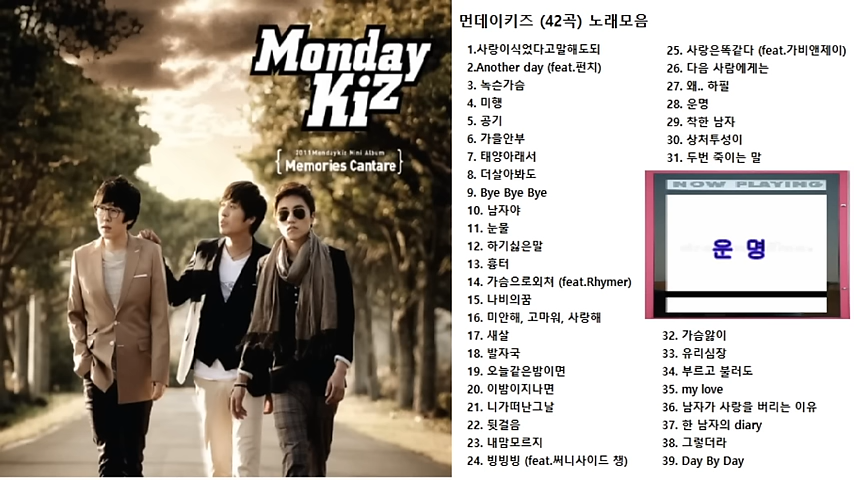 Monday
Kiz
2011 Mondaykiz Mini Album
Memories Cantare
먼데이키즈 (42곡) 노래모음
1.사랑이식었다고말해도되
2.Another day (feat.펀치)
3. 녹슨가슴
4. 미행
5. 공기
6. 가을안부
7. 태양아래서
8. 더살아봐도
9. Bye Bye Bye
10. 남자야
11. 눈물
12. 하기싫은말
13. 흉터
14. 가슴으로외쳐 (feat.Rhymer)
15. 나비의꿈
16. 미안해, 고마워, 사랑해
17. 새살
18. 발자국
19. 오늘같은밤이면
20. 이밤이지나면
21. 니가떠난그날
22. 뒷걸음
23. 내맘모르지
24. 빙빙빙 (feat.써니사이드 챙)
25. 사랑은똑같다 (feat.가비앤제이)
26. 다음 사람에게는
27. 왜.. 하필
28. 운명
29. 착한 남자
30. 상처투성이
31. 두번 죽이는 말
NOW PLAYING
운 명
32. 가슴앓이
33. 유리심장
34. 부르고 불러도
35. my love
36. 남자가 사랑을 버리는 이유
37. 한 남자의 diary
38. 그렇더라
39. Day By Day